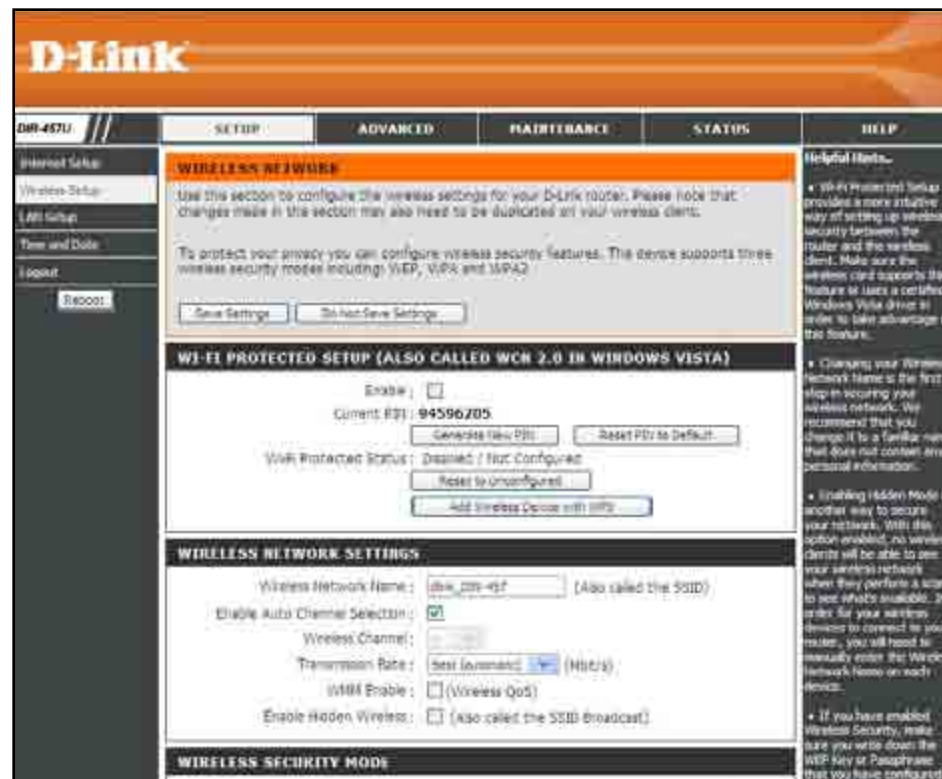 D-Link
DIR-457U
SETUP ADVANCED MAINTENANCE STATUS HELP
Internet Setup
Wireless Setup
LAN Setup
Time and Date
Logout
Reboot
WIRELESS NETWORK
Use this section to configure the wireless settings for your D-Link router. Please note that
changes made in this section may also need to be duplicated on your wireless client.
To protect your privacy you can configure wireless security features. The device supports three
wireless security modes including: WEP, WPA and WPA2
Save Settings Do Not Save Settings
WI-FI PROTECTED SETUP (ALSO CALLED WCN 2.0 IN WINDOWS VISTA)
Enable :
Current PIN : 94596205
Generate New PIN Reset PIN to Default
Wi-Fi Protected Status : Disabled / Not Configured
Reset to Unconfigured
Add Wireless Device with WPS
WIRELESS NETWORK SETTINGS
Wireless Network Name : (Also called the SSID)
Enable Auto Channel Selection :
Wireless Channel :
Transmission Rate : Best (automatic) (Mbit/s)
WMM Enable : (Wireless QoS)
Enable Hidden Wireless : (Also called the SSID Broadcast)
WIRELESS SECURITY MODE
Helpful Hints...
• Wi-Fi Protected Setup
provides a more intuitive
way of setting up wireless
security between the
router and the wireless
client. Make sure the
wireless card supports this
feature or uses a certified
Windows Vista driver in
order to take advantage
this feature.
• Changing your Wireless
Network Name is the first
step in securing your
wireless network. We
recommend that you
change it to a familiar name
that does not contain any
personal information.
• Enabling Hidden Mode
another way to secure
your network. With this
option enabled, no wireless
clients will be able to see
your wireless network
when they perform a scan
to see what's available. In
order for your wireless
devices to connect to your
router, you will need to
manually enter the Wireless
Network Name on each
device.
• If you have enabled
Wireless Security, make
sure you write down the
WEP Key or Passphrase
that you have configured